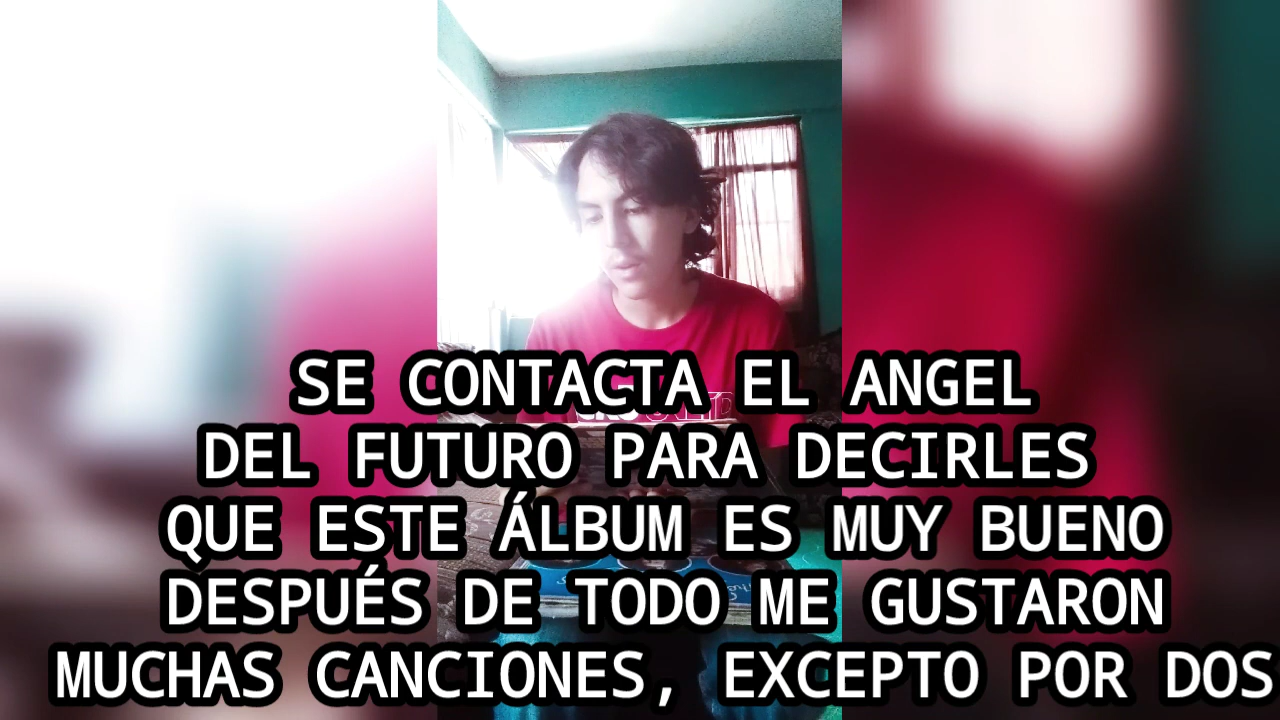 SE CONTACTA EL ANGEL
DEL FUTURO PARA DECIRLES
QUE ESTE ÁLBUM ES MUY BUENO
DESPUÉS DE TODO ME GUSTARON
MUCHAS CANCIONES, EXCEPTO POR DOS